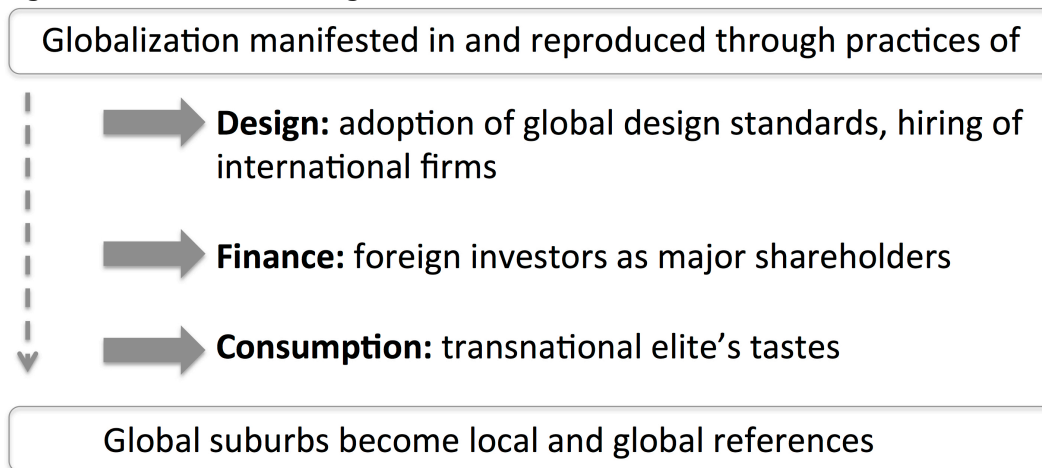 Globalization manifested in and reproduced through practices of
Design: adoption of global design standards, hiring of
international firms
Finance: foreign investors as major shareholders
Consumption: transnational elite’s tastes
Global suburbs become local and global references